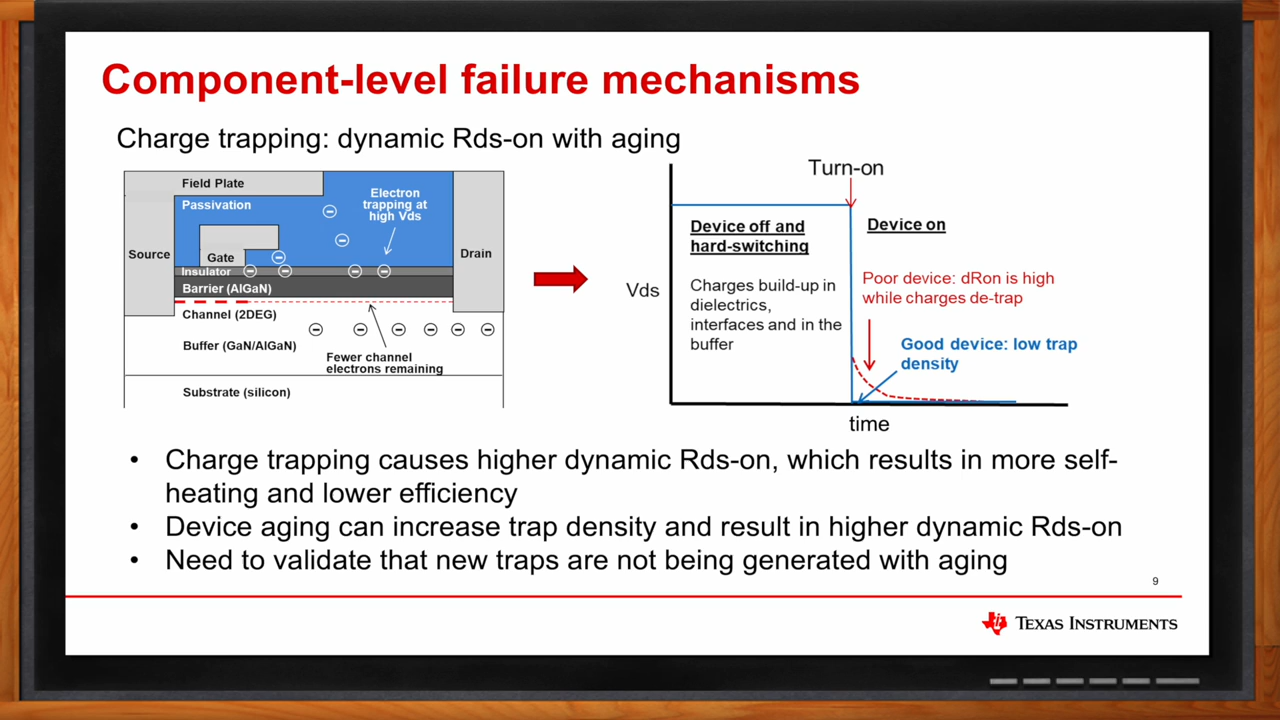 Component-level failure mechanisms
Charge trapping: dynamic Rds-on with aging
Field Plate
Passivation
Electron
trapping at
high Vds
Source
Gate
Drain
Insulator
Barrier (AlGaN)
Channel (2DEG)
Buffer (GaN/AlGaN)
Fewer channel
electrons remaining
Substrate (silicon)
Turn-on
Vds
Device off and
hard-switching
Charges build-up in
dielectrics,
interfaces and in the
buffer
Device on
Poor device: dRon is high
while charges de-trap
Good device: low trap
density
time
• Charge trapping causes higher dynamic Rds-on, which results in more self-
heating and lower efficiency
• Device aging can increase trap density and result in higher dynamic Rds-on
• Need to validate that new traps are not being generated with aging
9
TEXAS INSTRUMENTS